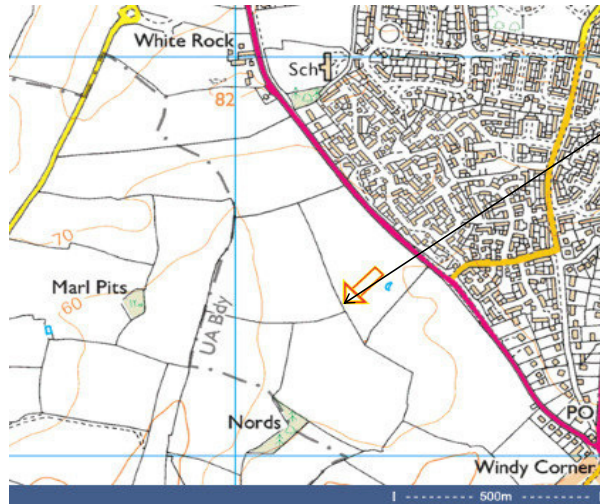 White Rock
Sch
82
70
Marl Pits
60
UA Bdy
Nords
PO
Windy Corner
500m